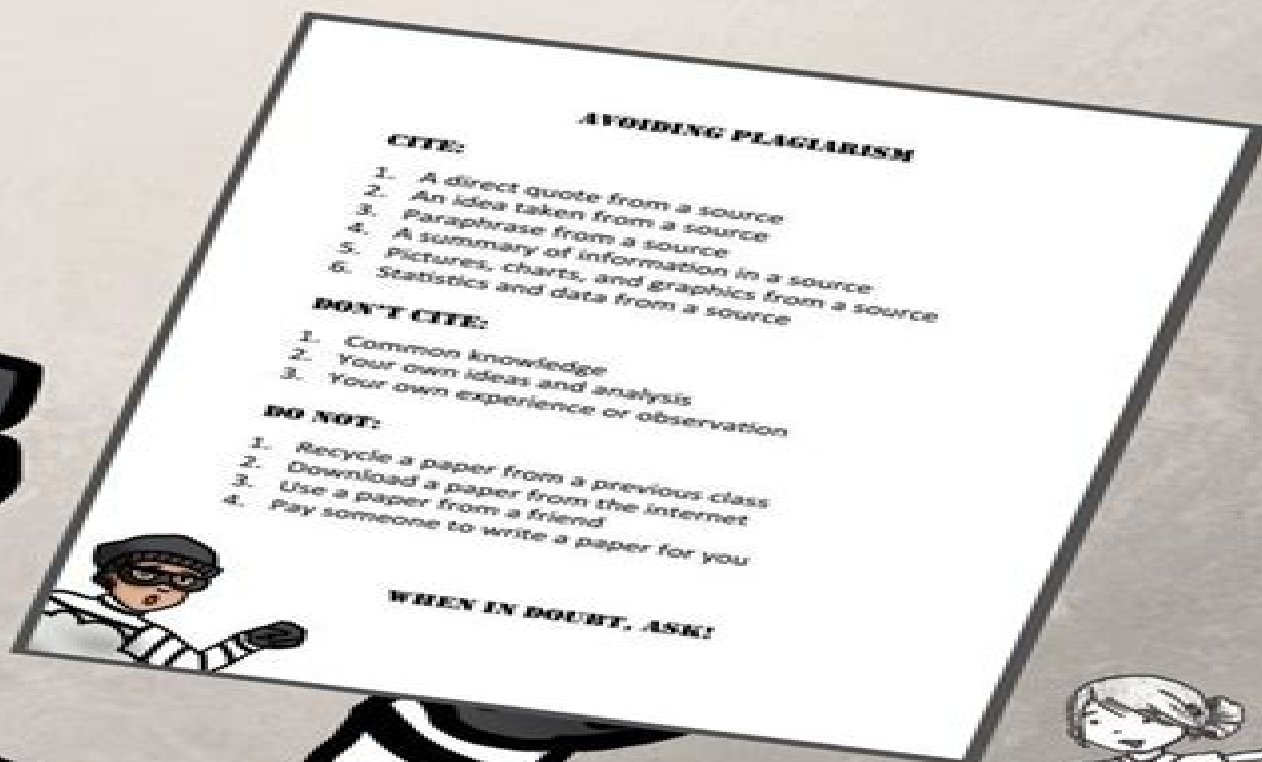 AVOIDING PLAGIARISM
CITE:
1. A direct quote from a source
2. An idea taken from a source
3. Paraphrase from a source
4. A summary of information in a source
5. Pictures, charts, and graphics from a source
6. Statistics and data from a source
DON'T CITE:
1. Common knowledge
2. Your own ideas and analysis
3. Your own experience or observation
DO NOT:
1. Recycle a paper from a previous class
2. Download a paper from the internet
3. Use a paper from a friend
4. Pay someone to write a paper for you
WHEN IN DOUBT, ASK!